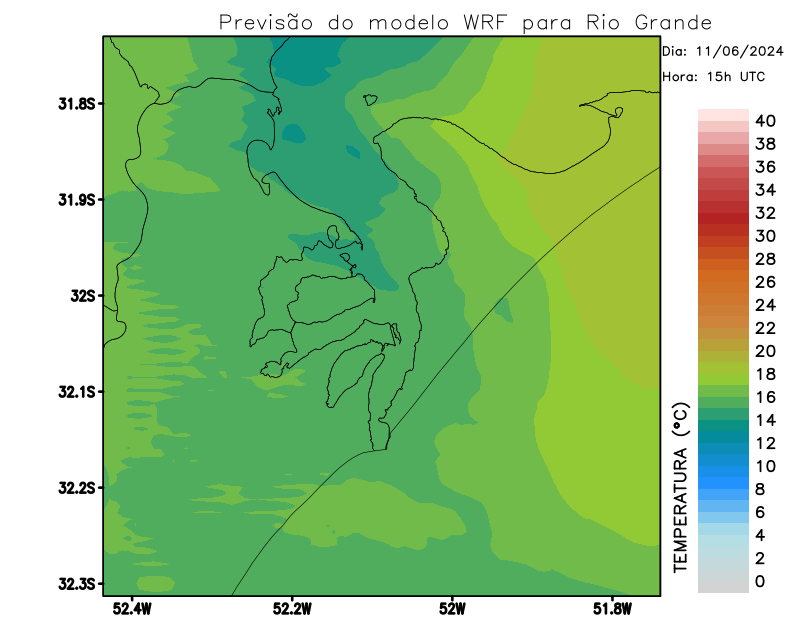 Previsão do modelo WRF para Rio Grande
Dia: 11/06/2024
Hora: 15h UTC
31.8S
31.9S
32S
32.1S
32.2S
32.3S
52.4W
52.2W
52W
51.8W
TEMPERATURA (°C)
40
38
36
34
32
30
28
26
24
22
20
18
16
14
12
10
8
6
4
2
0